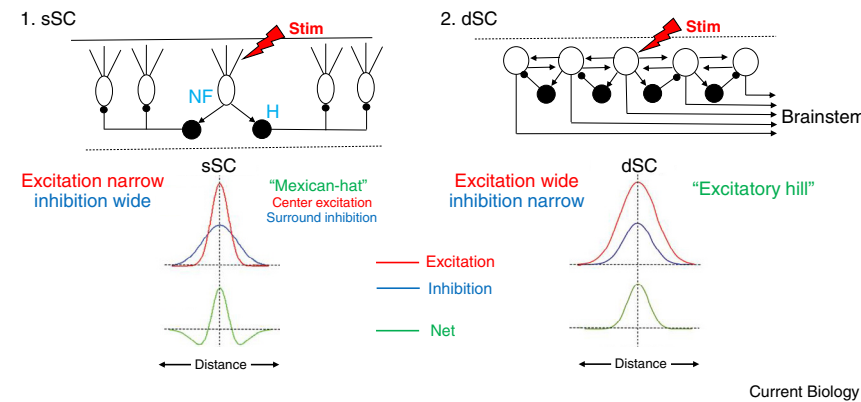 1. sSC
Stim
NF
H
2. dSC
Stim
Brainstem
sSC
Excitation narrow
inhibition wide
“Mexican-hat”
Center excitation
Surround inhibition
dSC
Excitation wide
inhibition narrow
“Excitatory hill”
Excitation
Inhibition
Net
Distance
Distance
Current Biology